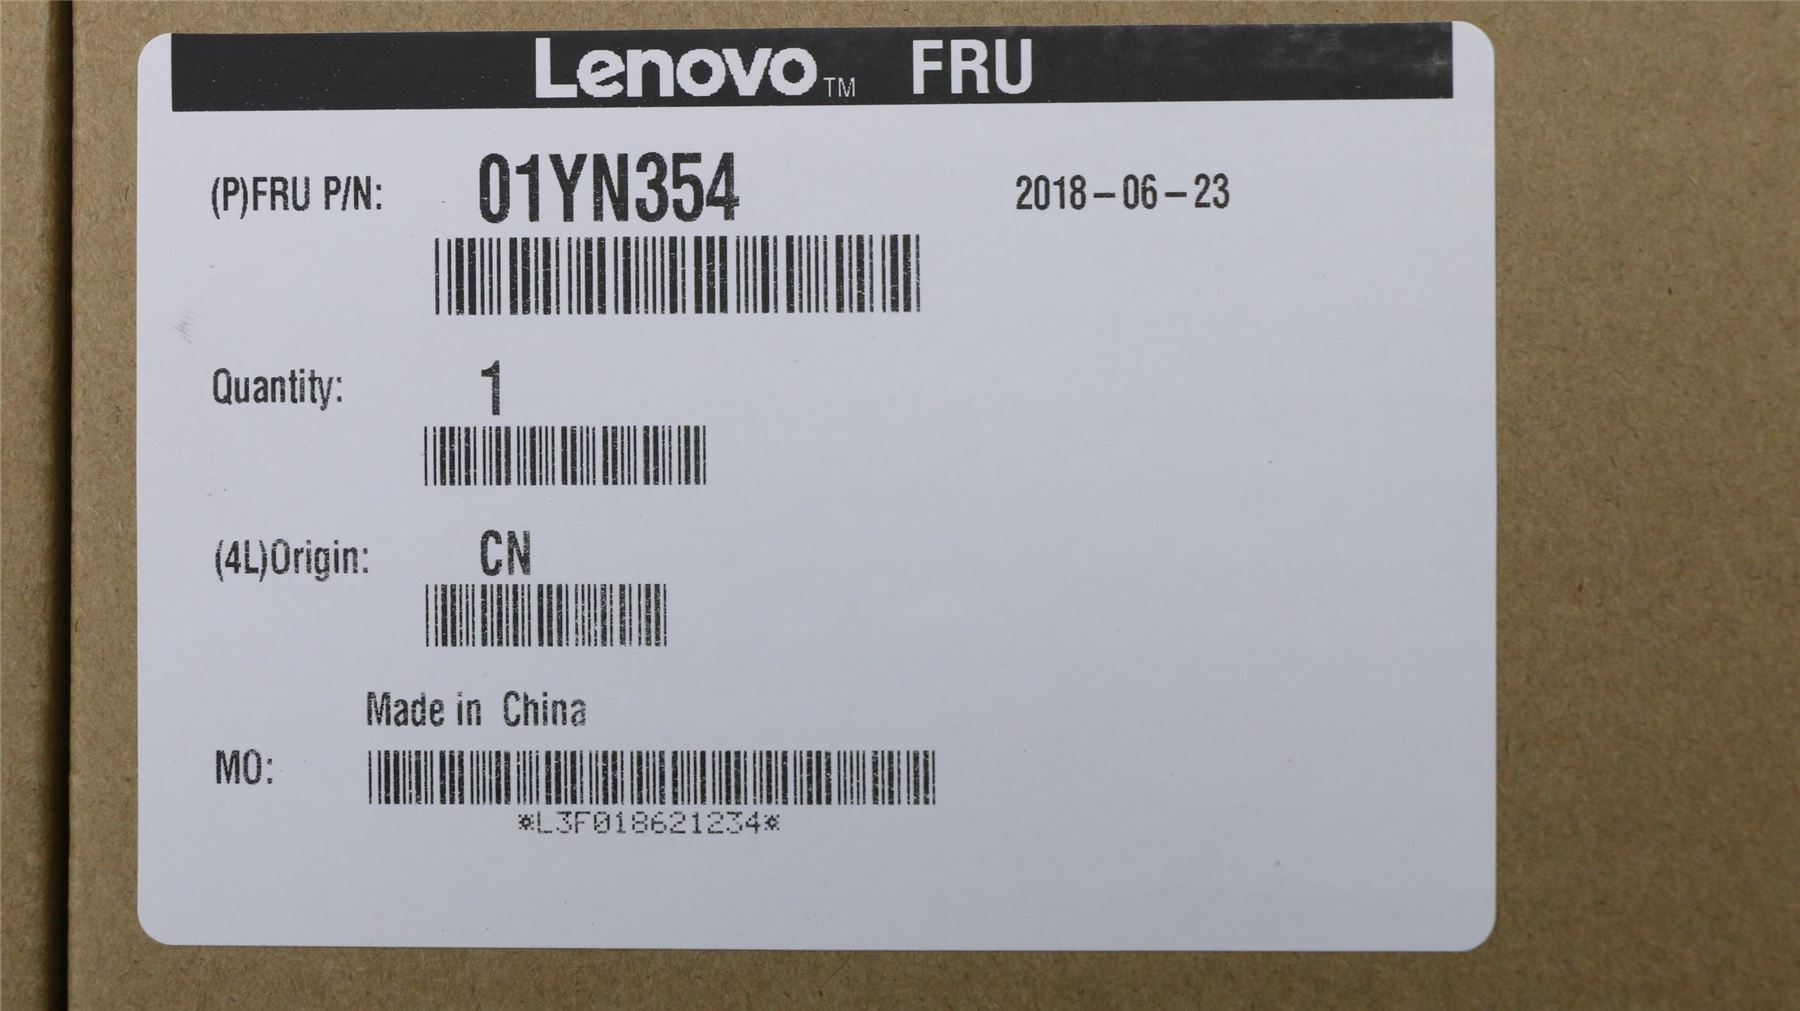 Lenovo™ FRU
(P)FRU P/N: 01YN354 2018-06-23
Quantity: 1
(4L)Origin: CN
Made in China
MO:
*L3F018621234*